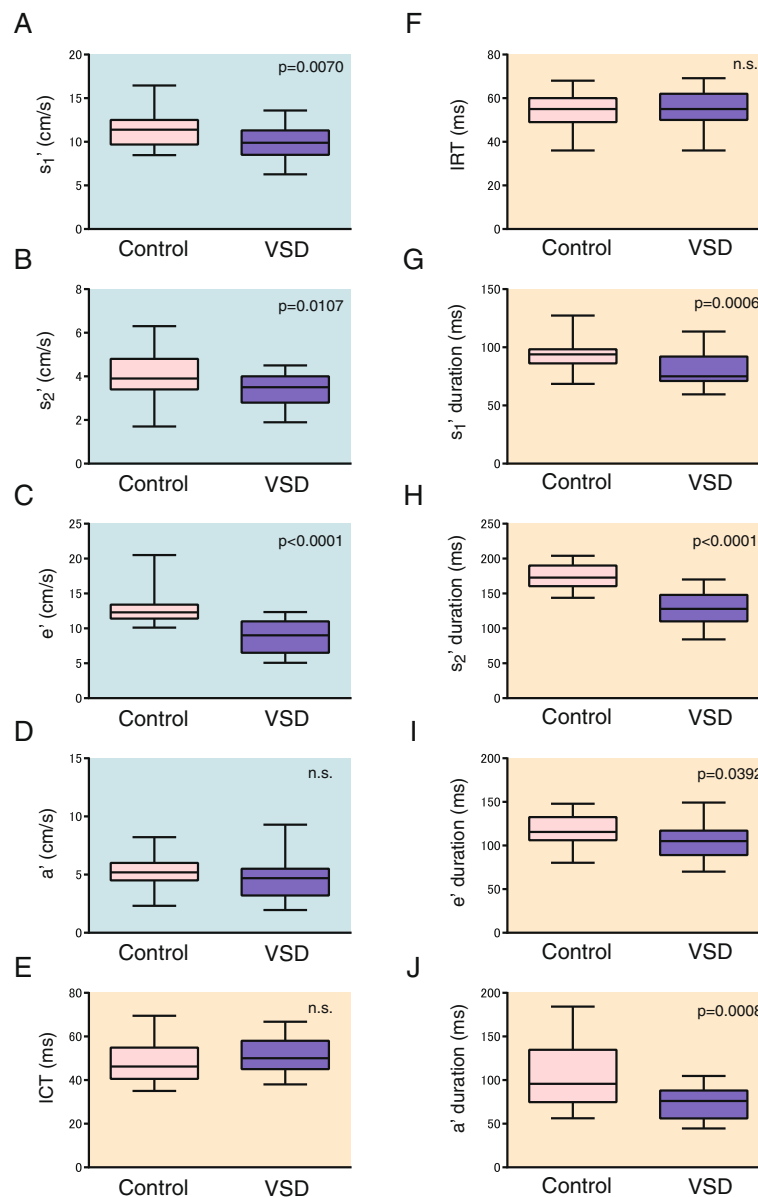 A
s1' (cm/s)
20
15
10
5
0
p=0.0070
Control VSD
B
s2' (cm/s)
8
6
4
2
0
p=0.0107
Control VSD
C
e' (cm/s)
25
20
15
10
5
0
p<0.0001
Control VSD
D
a' (cm/s)
15
10
5
0
n.s.
Control VSD
E
ICT (ms)
80
60
40
20
0
n.s.
Control VSD
F
IRT (ms)
80
60
40
20
0
n.s.
Control VSD
G
s1' duration (ms)
150
100
50
0
p=0.0006
Control VSD
H
s2' duration (ms)
250
200
150
100
50
0
p<0.0001
Control VSD
I
e' duration (ms)
200
150
100
50
0
p=0.0392
Control VSD
J
a' duration (ms)
200
150
100
50
0
p=0.0008
Control VSD